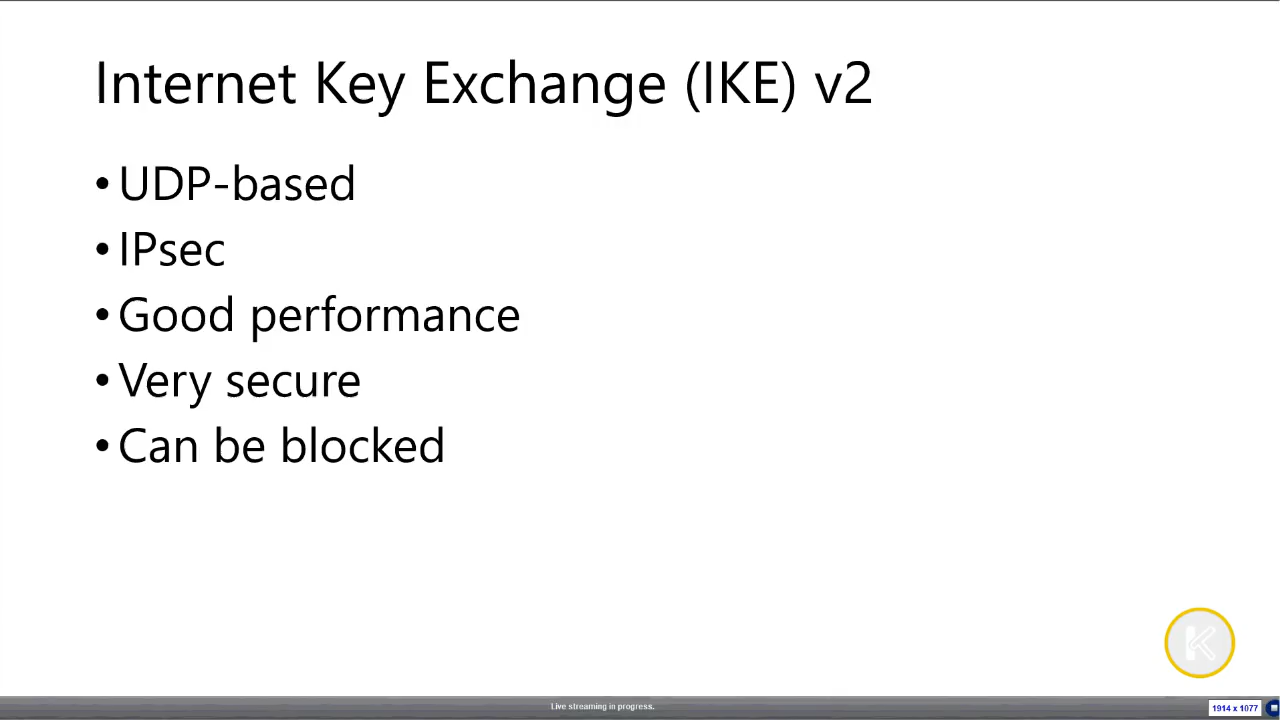 Internet Key Exchange (IKE) v2
• UDP-based
• IPsec
• Good performance
• Very secure
• Can be blocked
K
Live streaming in progress.
1914 x 1077